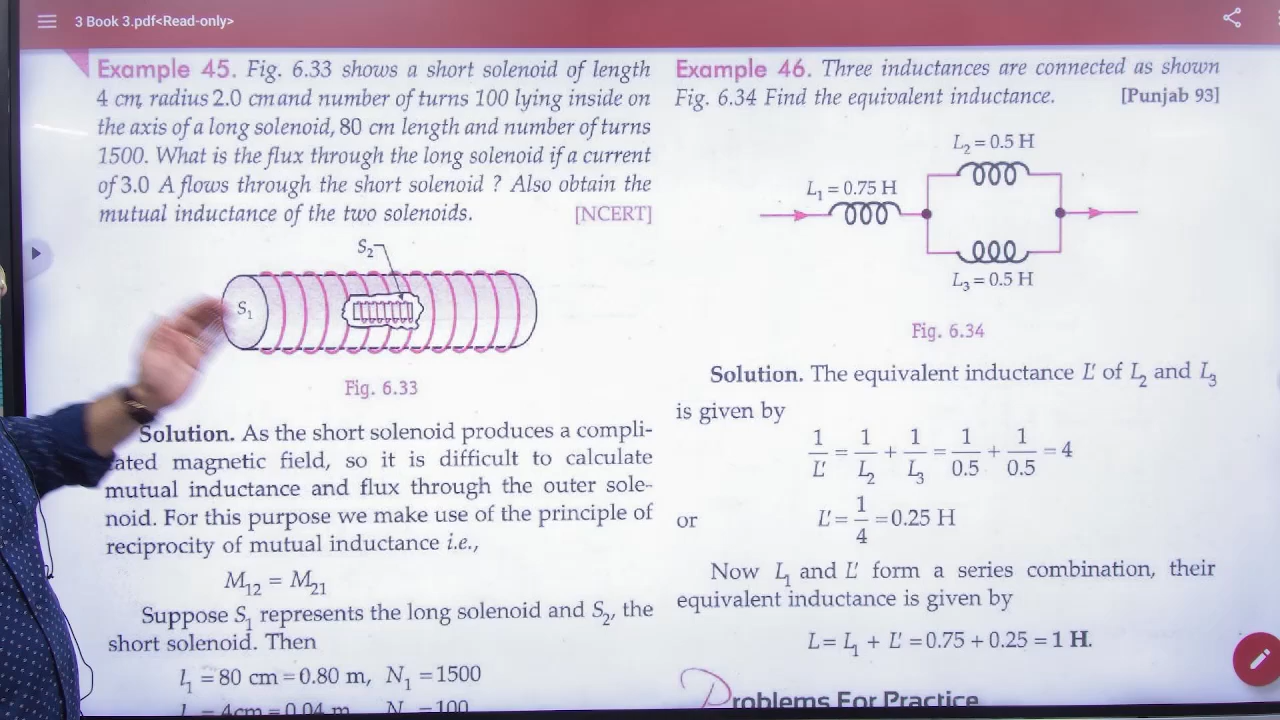 3 Book 3.pdf<Read-only>
Example 45. Fig. 6.33 shows a short solenoid of length
4 cm, radius 2.0 cm and number of turns 100 lying inside on
the axis of a long solenoid, 80 cm length and number of turns
1500. What is the flux through the long solenoid if a current
of 3.0 A flows through the short solenoid ? Also obtain the
mutual inductance of the two solenoids. [NCERT]
S₂
S₁
Fig. 6.33
Solution. As the short solenoid produces a compli-
ated magnetic field, so it is difficult to calculate
mutual inductance and flux through the outer sole-
noid. For this purpose we make use of the principle of
reciprocity of mutual inductance i.e.,
M₁₂ = M₂₁
Suppose S₁ represents the long solenoid and S₂, the
short solenoid. Then
l₁ = 80 cm = 0.80 m, N₁ = 1500
= 4cm = 0.04 m = 100
Example 46. Three inductances are connected as shown
Fig. 6.34 Find the equivalent inductance. [Punjab 93]
L₂ = 0.5 H
L₁ = 0.75 H
L₃ = 0.5 H
Fig. 6.34
Solution. The equivalent inductance L′ of L₂ and L₃
is given by
1/L′ = 1/L₂ + 1/L₃ = 1/0.5 + 1/0.5 = 4
or L′ = 1/4 = 0.25 H
Now L₁ and L′ form a series combination, their
equivalent inductance is given by
L = L₁ + L′ = 0.75 + 0.25 = 1 H.
Problems For Practice